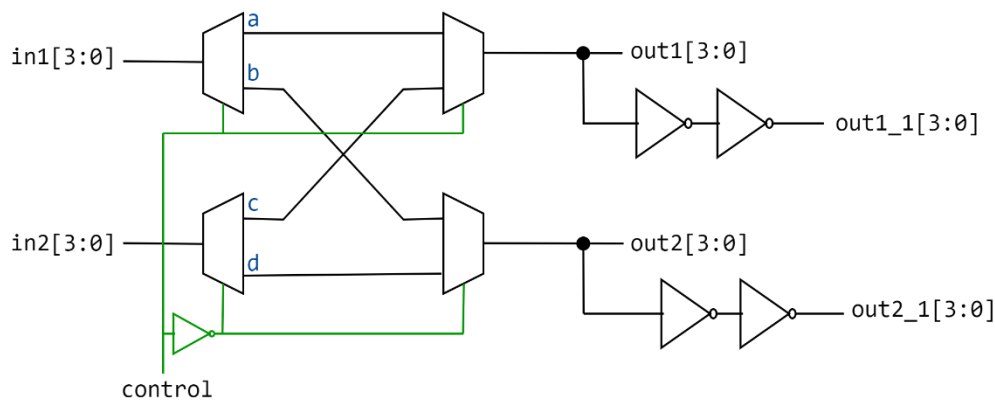 a
in1[3:0]
b
out1[3:0]
out1_1[3:0]
c
in2[3:0]
d
out2[3:0]
out2_1[3:0]
control